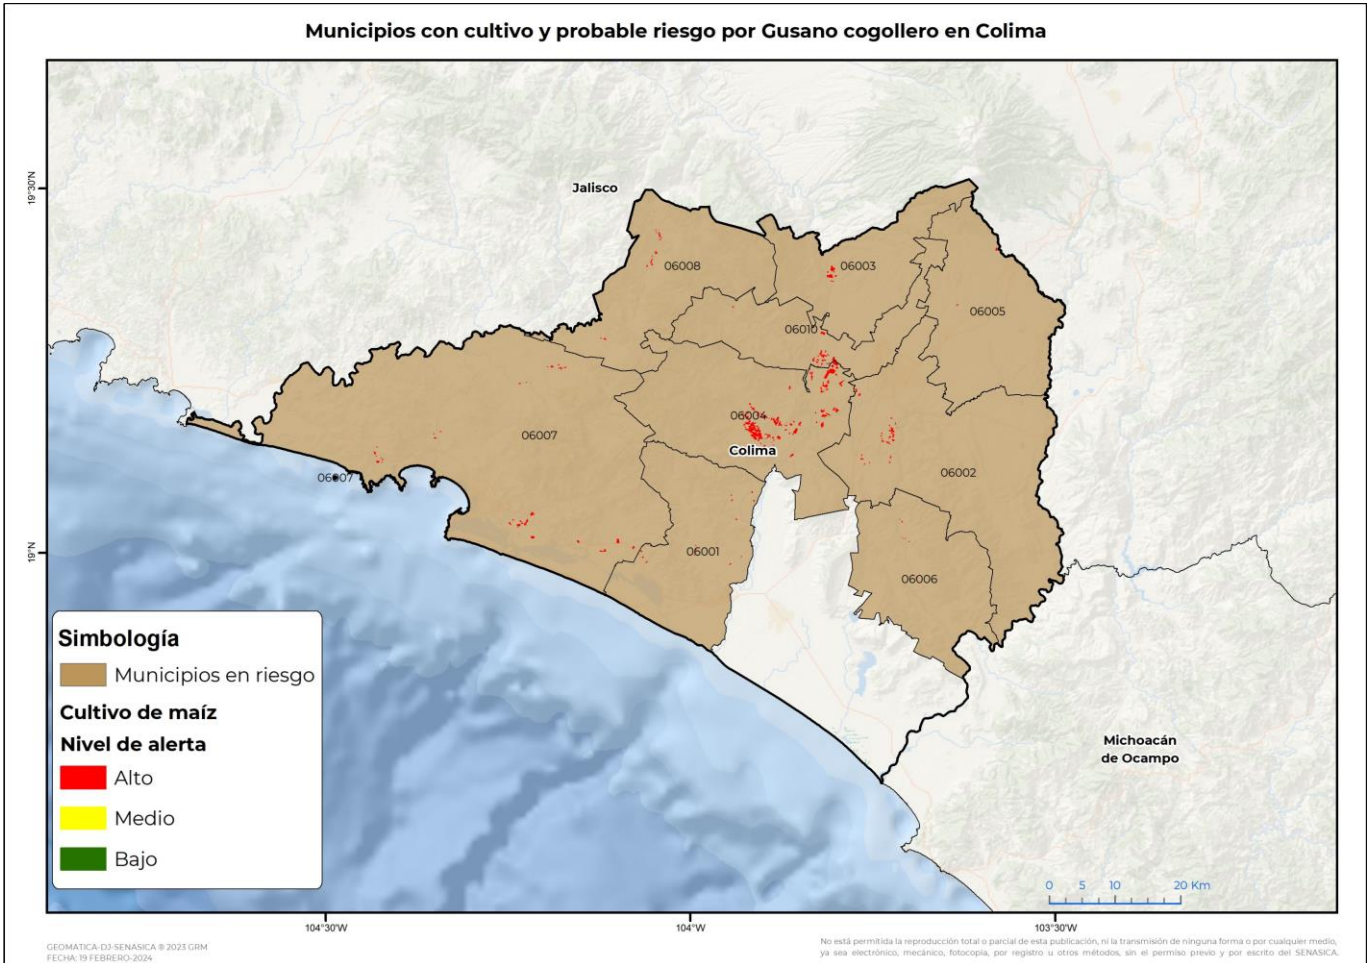 Municipios con cultivo y probable riesgo por Gusano cogollero en Colima
19°30'N
19°N
Jalisco
06008
06003
06005
06010
06004
06007
Colima
06002
06007
06001
06006
Simbología
Municipios en riesgo
Cultivo de maíz
Nivel de alerta
Alto
Medio
Bajo
Michoacán
de Ocampo
0 5 10 20 Km
104°30'W
104°W
103°30'W
GEOMATICA-DJ-SENASICA ® 2023 GRM
FECHA: 19 FEBRERO-2024
No está permitida la reproducción total o parcial de esta publicación, ni la transmisión de ninguna forma o por cualquier medio,
ya sea electrónico, mecánico, fotocopia, por registro u otros métodos, sin el permiso previo y por escrito del SENASICA.